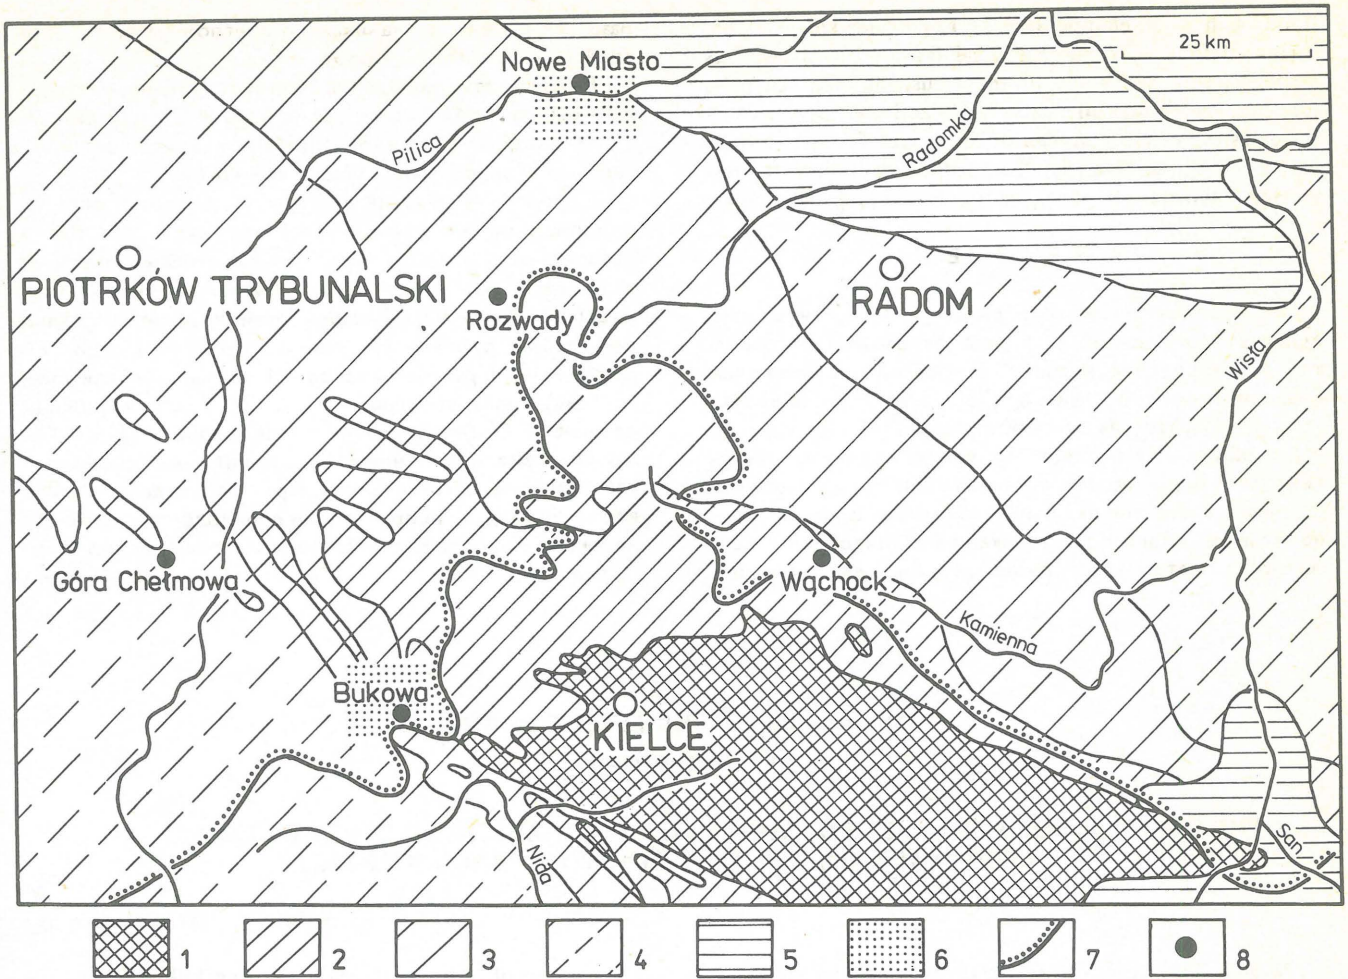 25 km
Nowe Miasto
Pilica
Radomka
PIOTRKÓW TRYBUNALSKI
RADOM
Rozwady
Wisła
Góra Chełmowa
Wąchock
Kamienna
Bukowa
KIELCE
Nida
San
1 2 3 4 5 6 7 8